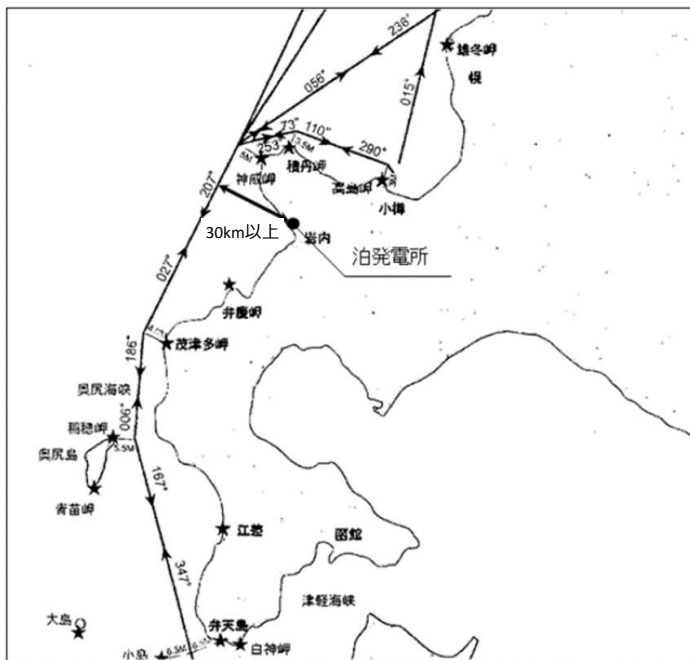 236°
雄冬岬
幌
056°
015°
73°
110°
3.5M
253
290°
5M
積丹岬
神威岬
高島岬
小樽
207°
30km以上
岩内
泊発電所
027°
弁慶岬
茂津多岬
186°
奥尻海峡
006°
稲穂岬
5.5M
奥尻島
167°
青苗岬
江差
函館
347°
津軽海峡
大島
弁天島
小島
6.5M
白神岬